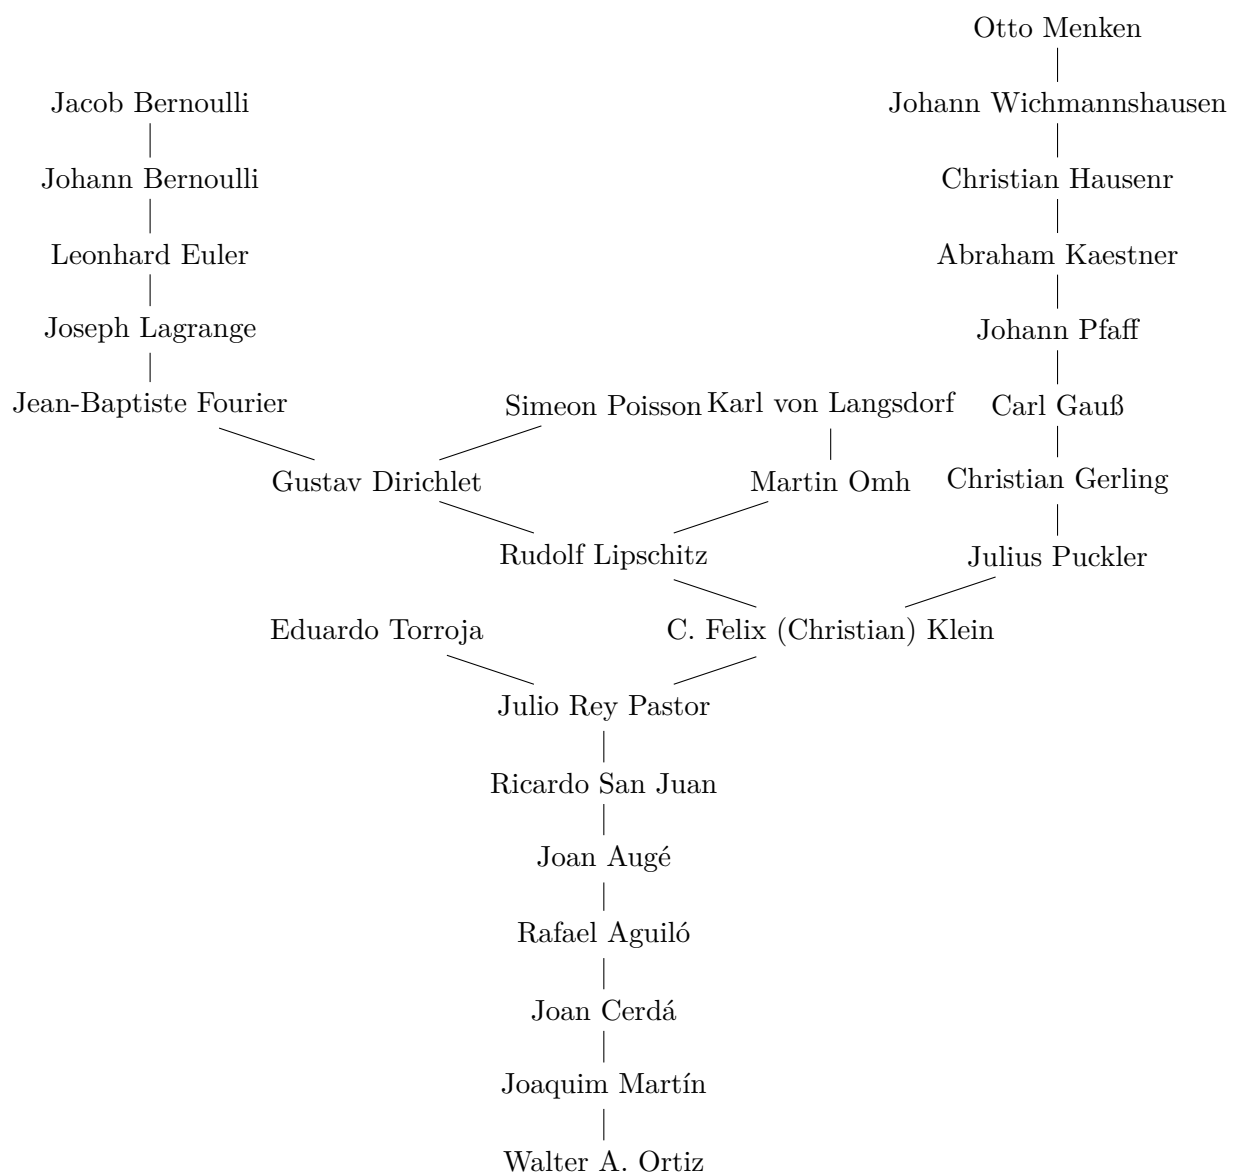 Otto Menken
Jacob Bernoulli
Johann Wichmannshausen
Johann Bernoulli
Christian Hausenr
Leonhard Euler
Abraham Kaestner
Joseph Lagrange
Johann Pfaff
Jean-Baptiste Fourier
Simeon Poisson
Karl von Langsdorf
Carl Gauß
Gustav Dirichlet
Martin Omh
Christian Gerling
Rudolf Lipschitz
Julius Puckler
Eduardo Torroja
C. Felix (Christian) Klein
Julio Rey Pastor
Ricardo San Juan
Joan Augé
Rafael Aguiló
Joan Cerdá
Joaquim Martín
Walter A. Ortiz